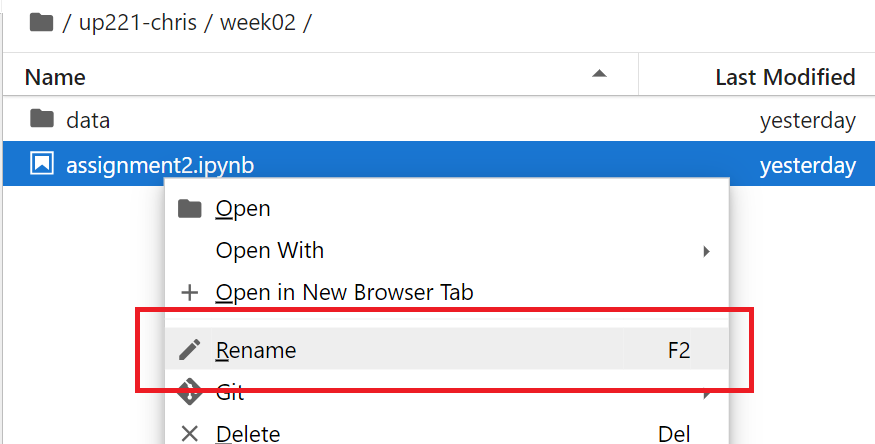 / up221-chris / week02 /
Name Last Modified
data yesterday
assignment2.ipynb yesterday
Open
Open With
Open in New Browser Tab
Rename F2
Git
Delete Del